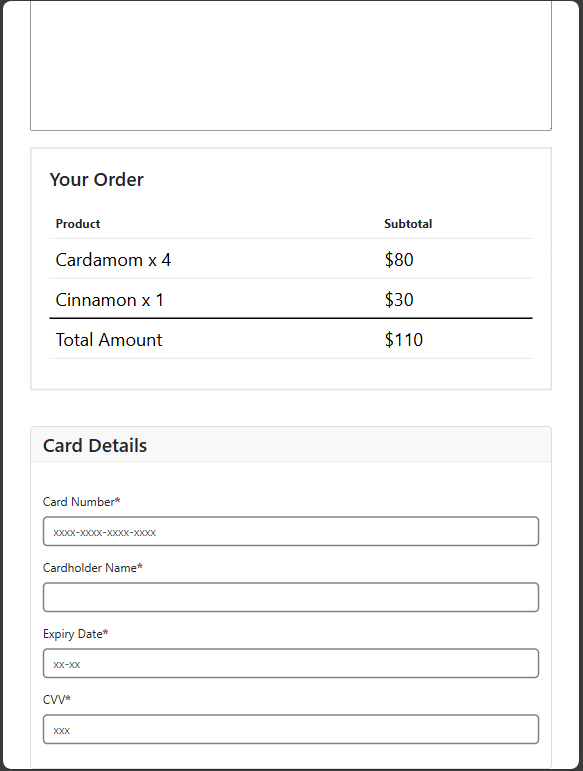 Your Order
Product Subtotal
Cardamom x 4 $80
Cinnamon x 1 $30
Total Amount $110
Card Details
Card Number*
xxxx-xxxx-xxxx-xxxx
Cardholder Name*
Expiry Date*
xx-xx
CVV*
xxx